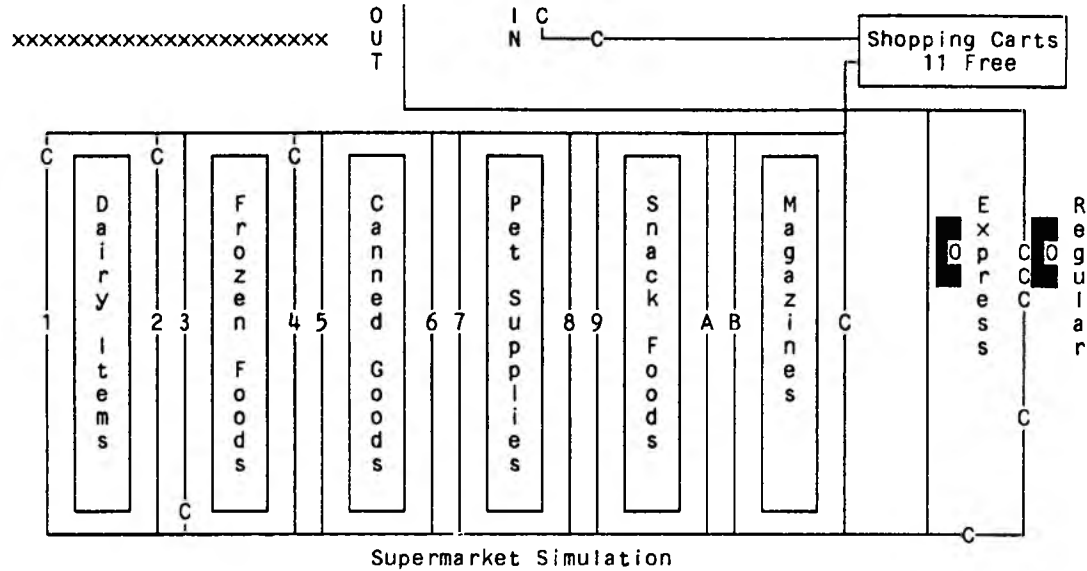 OUT
IN
C
C
xxxxxxxxxxxxxxxxxxxxxxx
Shopping Carts
11 Free
C
C
C
Dairy Items
Frozen Foods
Canned Goods
Pet Supplies
Snack Foods
Magazines
Express
Regular
O
C
O
C
C
1
2
3
4
5
6
7
8
9
A
B
C
C
C
C
Supermarket Simulation